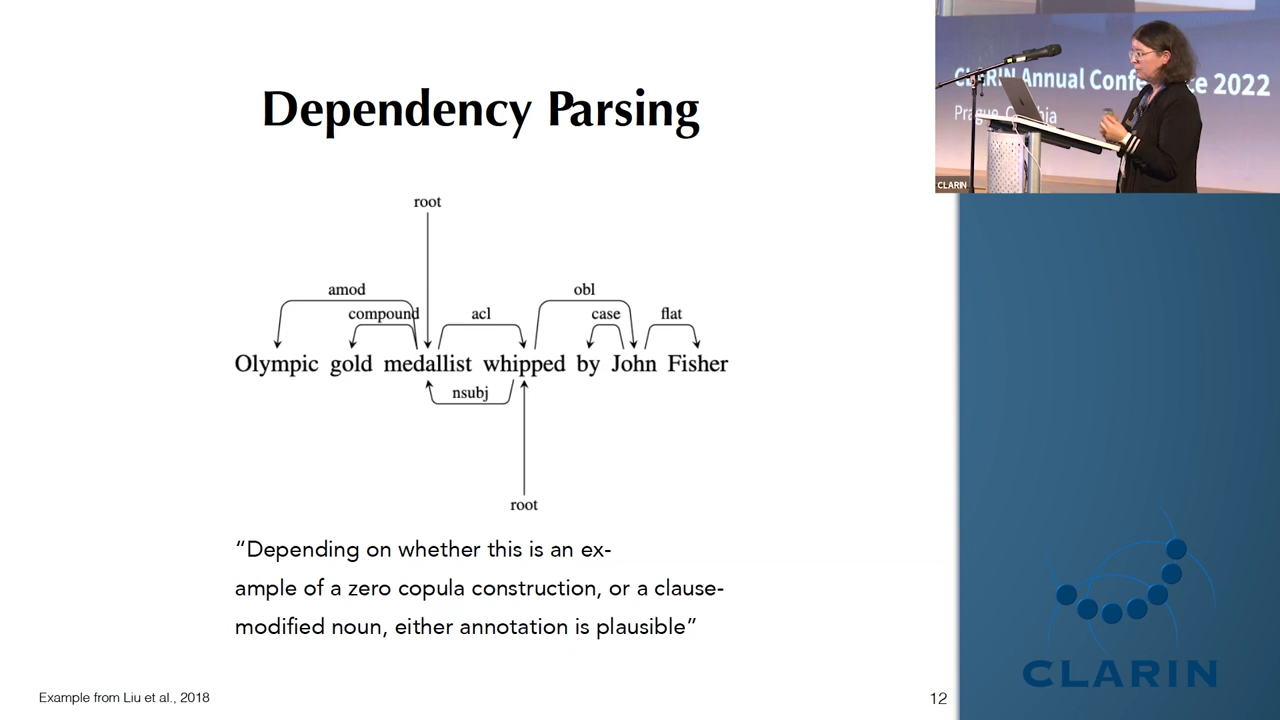 Dependency Parsing
root
amod
obl
compound
acl
case
flat
Olympic gold medallist whipped by John Fisher
nsubj
root
“Depending on whether this is an ex-
ample of a zero copula construction, or a clause-
modified noun, either annotation is plausible”
Example from Liu et al., 2018
12
Annual
2022
CLARIN
CLARIN